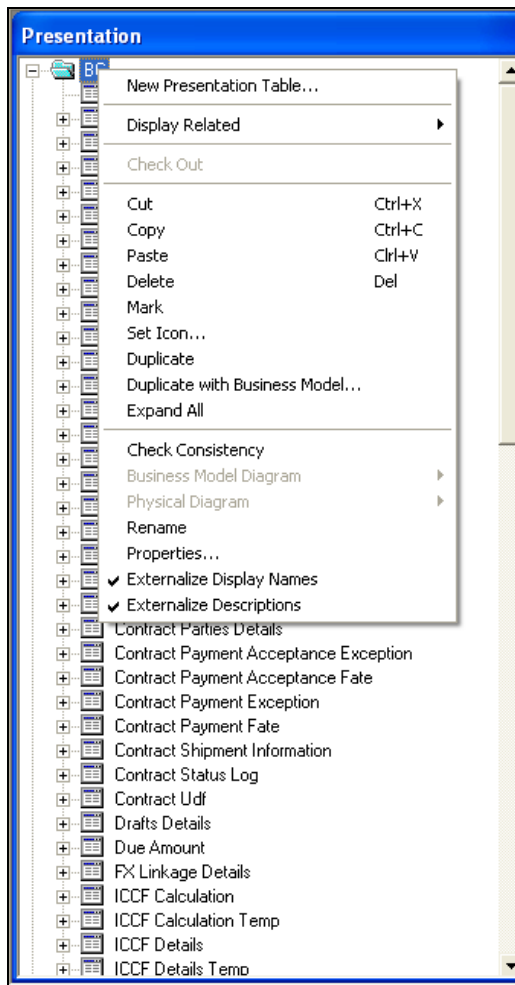 Presentation
BC
New Presentation Table...
Display Related
Check Out
Cut Ctrl+X
Copy Ctrl+C
Paste Ctrl+V
Delete Del
Mark
Set Icon...
Duplicate
Duplicate with Business Model...
Expand All
Check Consistency
Business Model Diagram
Physical Diagram
Rename
Properties...
Externalize Display Names
Externalize Descriptions
Contract Parties Details
Contract Payment Acceptance Exception
Contract Payment Acceptance Fate
Contract Payment Exception
Contract Payment Fate
Contract Shipment Information
Contract Status Log
Contract Udf
Drafts Details
Due Amount
FX Linkage Details
ICCF Calculation
ICCF Calculation Temp
ICCF Details
ICCF Details Temp